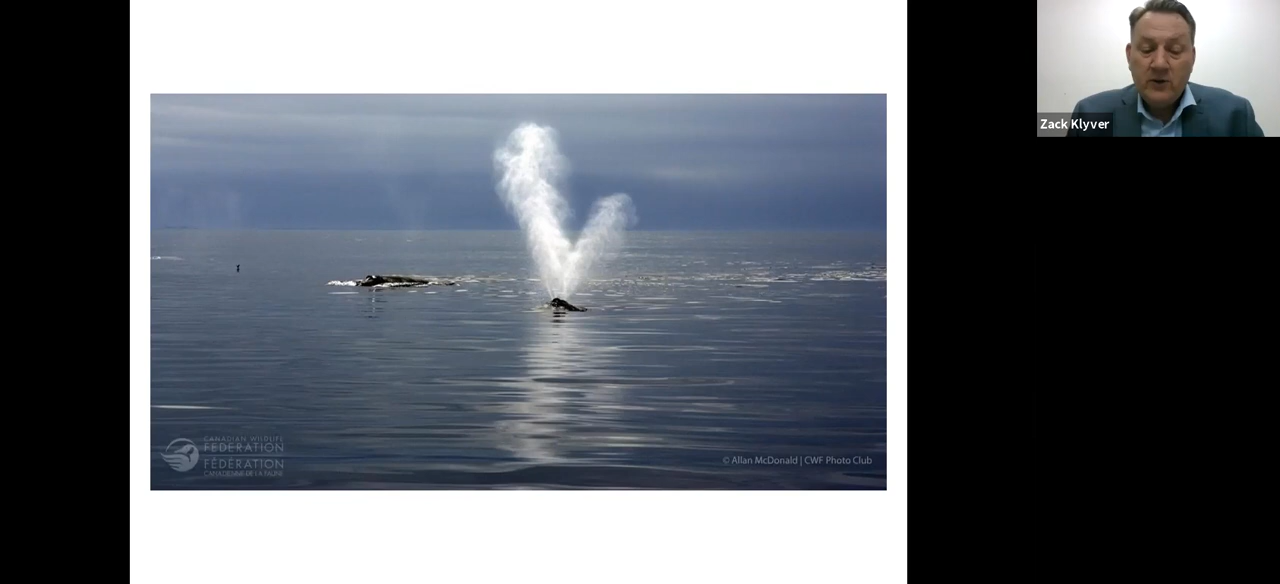 Zack Klyver
CANADIAN WILDLIFE
FEDERATION
FÉDÉRATION
CANADIENNE DE LA FAUNE
© Allan McDonald | CWF Photo Club